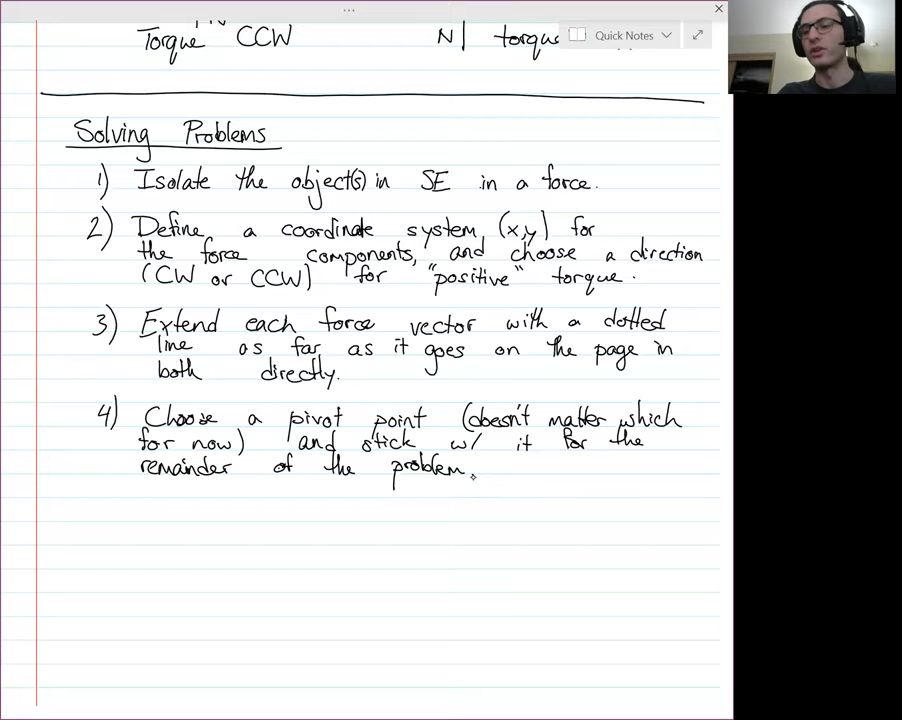 Torque CCW N| torque
Quick Notes
Solving Problems
1) Isolate the object(s) in SE in a force.
2) Define a coordinate system (x,y) for
the force components, and choose a direction
(CW or CCW) for "positive" torque.
3) Extend each force vector with a dotted
line as far as it goes on the page in
both directly.
4) Choose a pivot point (doesn't matter which
for now) and stick w/ it for the
remainder of the problem.